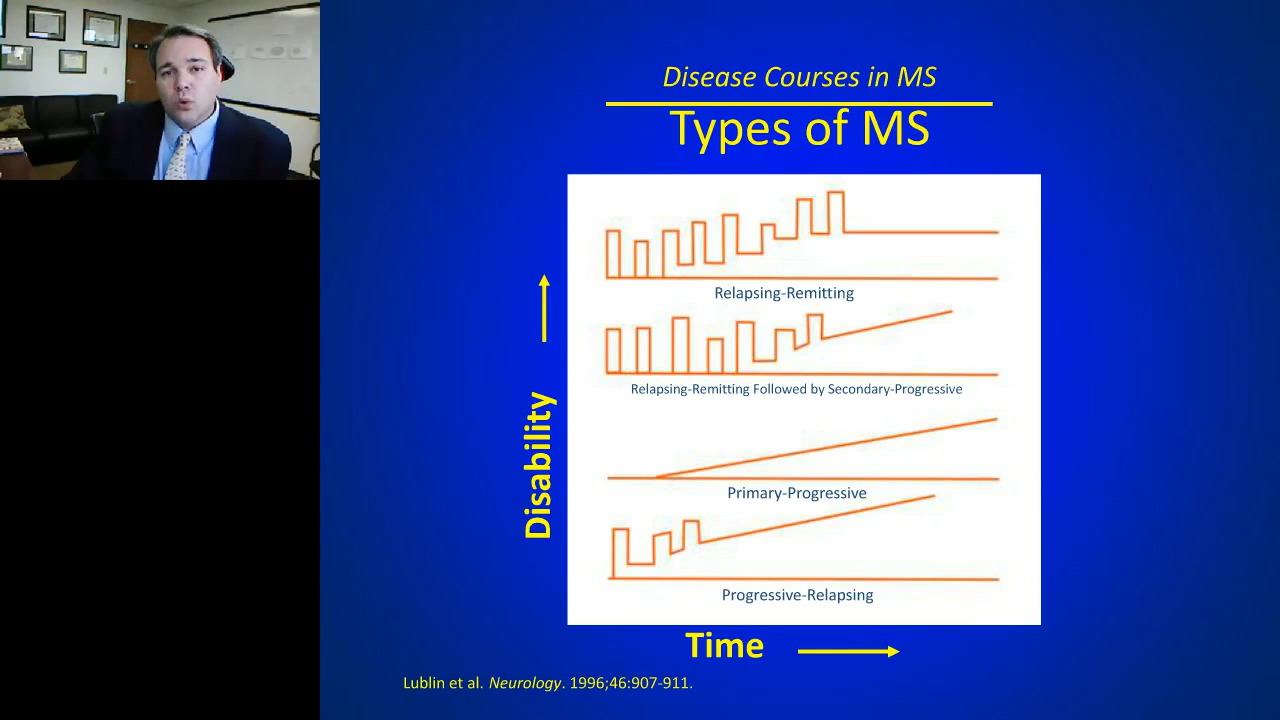 Disease Courses in MS
Types of MS
Relapsing-Remitting
Relapsing-Remitting Followed by Secondary-Progressive
Primary-Progressive
Progressive-Relapsing
Disability
Time
Lublin et al. Neurology. 1996;46:907-911.